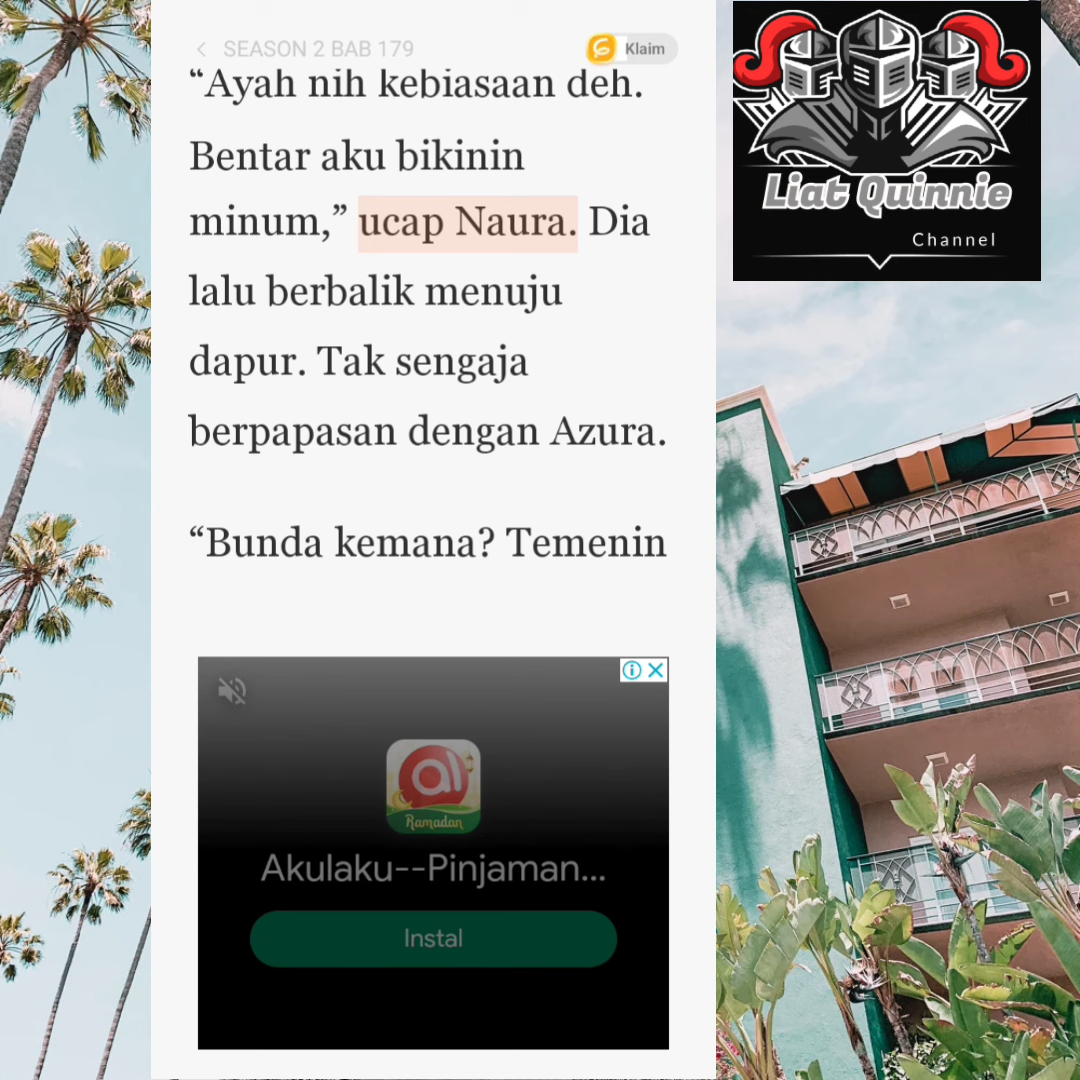 SEASON 2 BAB 179
Klaim
“Ayah nih kebiasaan deh.
Bentar aku bikinin
minum,” ucap Naura. Dia
lalu berbalik menuju
dapur. Tak sengaja
berpapasan dengan Azura.
“Bunda kemana? Temenin
Ramadan
Akulaku--Pinjaman...
Instal
Liat Quinnie
Channel